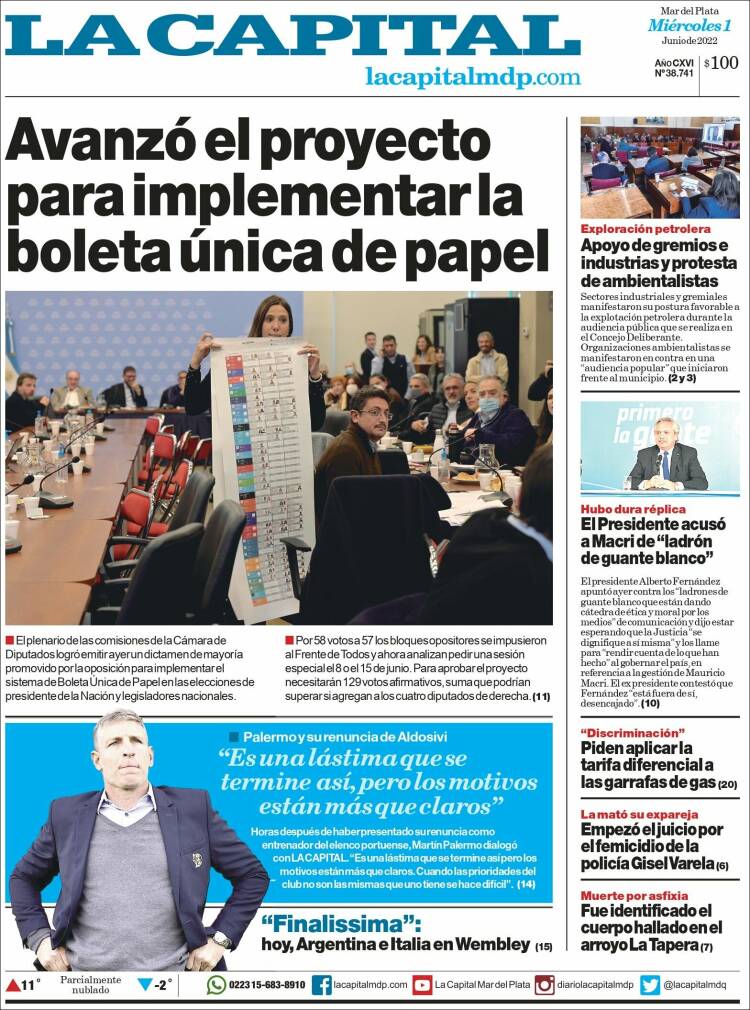 LA CAPITAL
lacapitalmdp.com
Mar del Plata
Miércoles 1
Junio de 2022
AÑO CXVI
Nº 38.741
$100
Avanzó el proyecto
para implementar la
boleta única de papel
■ El plenario de las comisiones de la Cámara de
Diputados logró emitir ayer un dictamen de mayoría
promovido por la oposición para implementar el
sistema de Boleta Única de Papel en las elecciones de
presidente de la Nación y legisladores nacionales.
■ Por 58 votos a 57 los bloques opositores se impusieron
al Frente de Todos y ahora analizan pedir una sesión
especial el 8 o el 15 de junio. Para aprobar el proyecto
necesitarán 129 votos afirmativos, suma que podrían
superar si agregan a los cuatro diputados de derecha. (11)
Exploración petrolera
Apoyo de gremios e
industrias y protesta
de ambientalistas
Sectores industriales y gremiales
manifestaron su postura favorable a
la explotación petrolera durante la
audiencia pública que se realiza en
el Concejo Deliberante.
Organizaciones ambientalistas se
manifestaron en contra en una
"audiencia popular" que iniciaron
frente al municipio. (2 y 3)
primero
la gente
Hubo dura réplica
El Presidente acusó
a Macri de "ladrón
de guante blanco"
El presidente Alberto Fernández
apuntó ayer contra los "ladrones de
guante blanco que están dando
cátedra de ética y moral por los
medios" de comunicación y dijo estar
esperando que la Justicia "se
dignifique a sí misma" y los llame
para "rendir cuenta de lo que han
hecho" al gobernar el país, en
referencia a la gestión de Mauricio
Macri. El ex presidente contestó que
Fernández "está fuera de sí,
desencajado". (10)
"Discriminación"
Piden aplicar la
tarifa diferencial a
las garrafas de gas (20)
La mató su expareja
Empezó el juicio por
el femicidio de la
policía Gisel Varela (6)
Muerte por asfixia
Fue identificado el
cuerpo hallado en el
arroyo La Tapera (7)
■ Palermo y su renuncia de Aldosivi
"Es una lástima que se
termine así, pero los motivos
están más que claros"
Horas después de haber presentado su renuncia como
entrenador del elenco portuense, Martín Palermo dialogó
con LA CAPITAL. "Es una lástima que se termine así pero los
motivos están más que claros. Cuando las prioridades del
club no son las mismas que uno tiene se hace difícil". (14)
"Finalissima":
hoy, Argentina e Italia en Wembley (15)
11°
Parcialmente
nublado
-2°
0223 15-683-8910
lacapitalmdp.com
La Capital Mar del Plata
diariolacapitalmdp
@lacapitalmdq